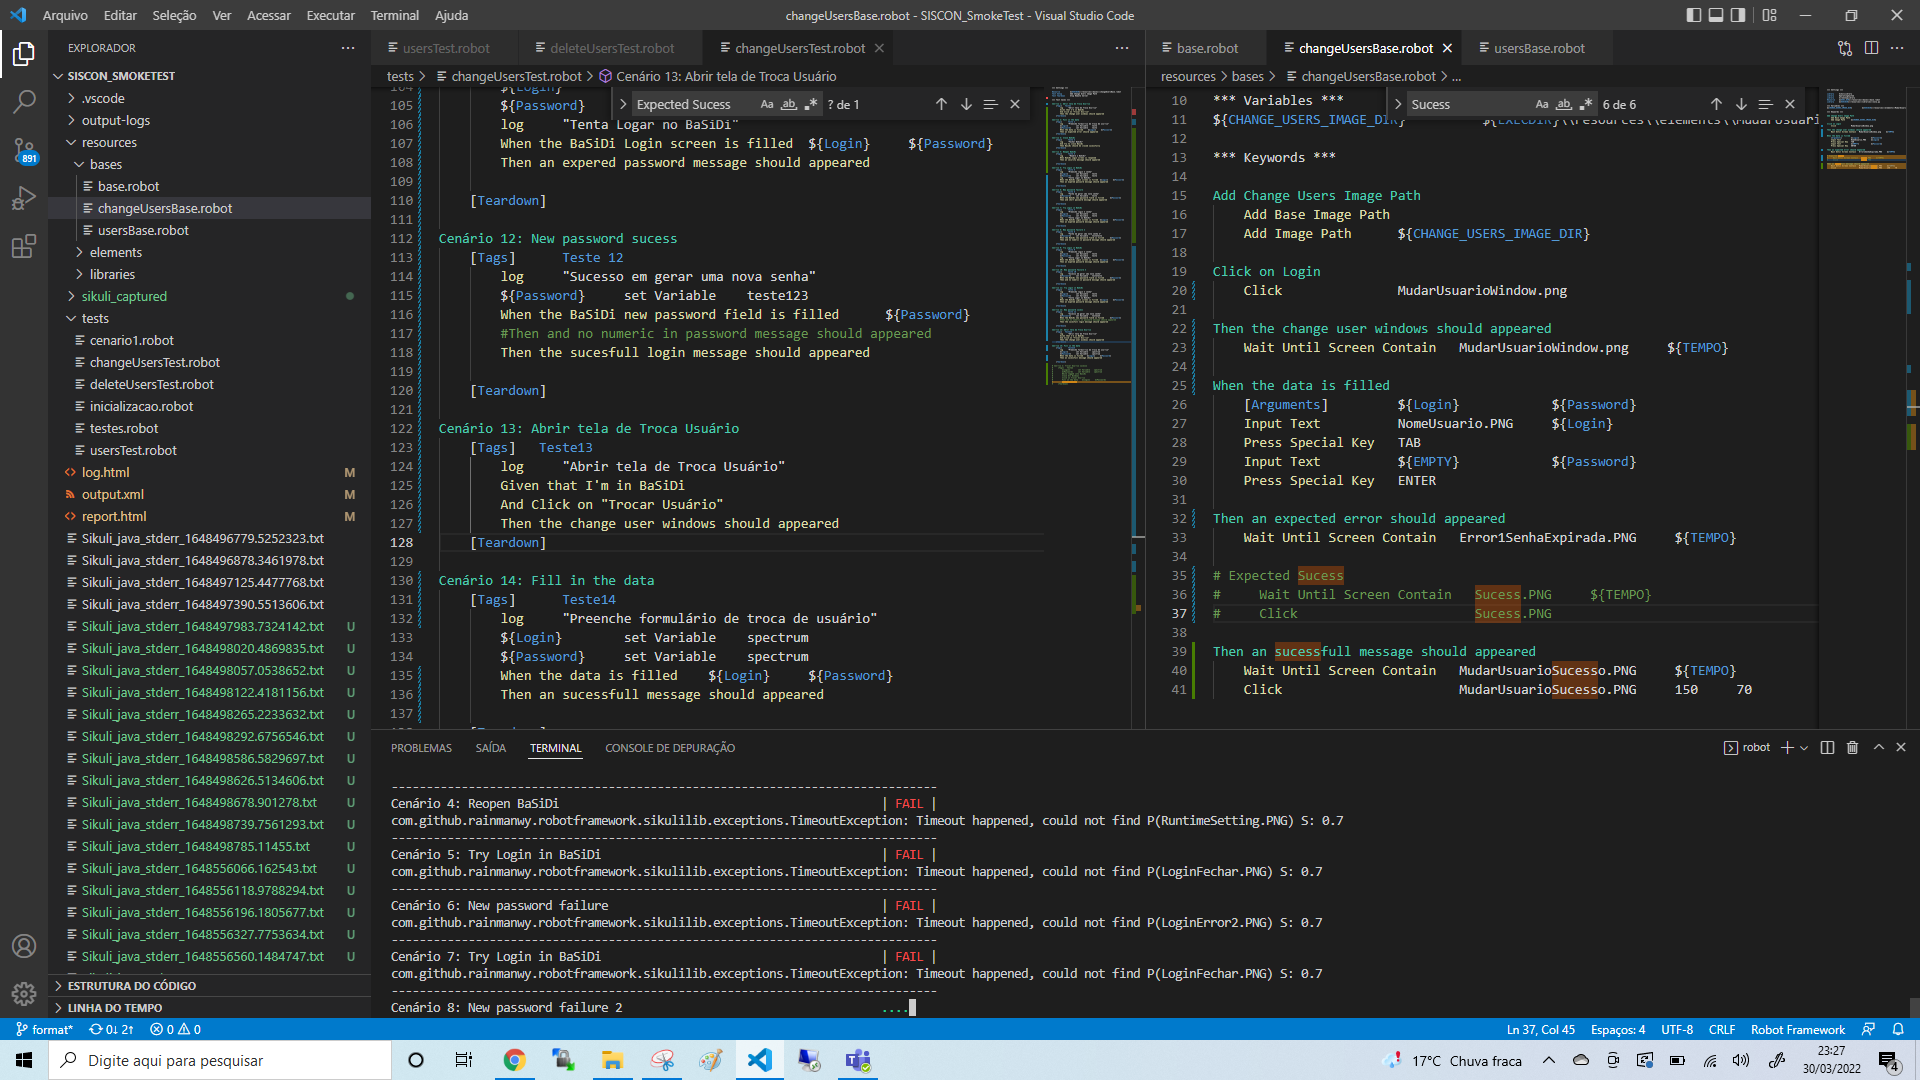 Arquivo Editar Seleção Ver Acessar Executar Terminal Ajuda
changeUsersBase.robot - SISCON_SmokeTest - Visual Studio Code
EXPLORADOR
SISCON_SMOKETEST
.vscode
output-logs
resources
bases
base.robot
changeUsersBase.robot
usersBase.robot
elements
libraries
sikuli_captured
tests
cenario1.robot
changeUsersTest.robot
deleteUsersTest.robot
inicializacao.robot
testes.robot
usersTest.robot
log.html M
output.xml M
report.html M
Sikuli_java_stderr_1648496779.5252323.txt
Sikuli_java_stderr_1648496878.3461978.txt
Sikuli_java_stderr_1648497125.4477768.txt
Sikuli_java_stderr_1648497390.5513606.txt
Sikuli_java_stderr_1648497983.7324142.txt U
Sikuli_java_stderr_1648498020.4869835.txt U
Sikuli_java_stderr_1648498057.0538652.txt U
Sikuli_java_stderr_1648498122.4181156.txt U
Sikuli_java_stderr_1648498265.2233632.txt U
Sikuli_java_stderr_1648498292.6756546.txt U
Sikuli_java_stderr_1648498586.5829697.txt U
Sikuli_java_stderr_1648498626.5134606.txt U
Sikuli_java_stderr_1648498678.901278.txt U
Sikuli_java_stderr_1648498739.7561293.txt U
Sikuli_java_stderr_1648498785.11455.txt U
Sikuli_java_stderr_1648556066.162543.txt U
Sikuli_java_stderr_1648556118.9788294.txt U
Sikuli_java_stderr_1648556196.1805677.txt U
Sikuli_java_stderr_1648556327.7753634.txt U
Sikuli_java_stderr_1648556560.1484747.txt U
ESTRUTURA DO CÓDIGO
LINHA DO TEMPO
891
usersTest.robot deleteUsersTest.robot changeUsersTest.robot
tests > changeUsersTest.robot > Cenário 13: Abrir tela de Troca Usuário
Expected Sucess Aa ab ? de 1
104 ${Login}
105 ${Password}
106 log "Tenta Logar no BaSiDi"
107 When the BaSiDi Login screen is filled ${Login} ${Password}
108 Then an expered password message should appeared
109
110 [Teardown]
111
112 Cenário 12: New password sucess
113 [Tags] Teste 12
114 log "Sucesso em gerar uma nova senha"
115 ${Password} set Variable teste123
116 When the BaSiDi new password field is filled ${Password}
117 #Then and no numeric in password message should appeared
118 Then the sucesfull login message should appeared
119
120 [Teardown]
121
122 Cenário 13: Abrir tela de Troca Usuário
123 [Tags] Teste13
124 log "Abrir tela de Troca Usuário"
125 Given that I'm in BaSiDi
126 And Click on "Trocar Usuário"
127 Then the change user windows should appeared
128 [Teardown]
129
130 Cenário 14: Fill in the data
131 [Tags] Teste14
132 log "Preenche formulário de troca de usuário"
133 ${Login} set Variable spectrum
134 ${Password} set Variable spectrum
135 When the data is filled ${Login} ${Password}
136 Then an sucessfull message should appeared
137
base.robot changeUsersBase.robot usersBase.robot
resources > bases > changeUsersBase.robot > ...
Sucess Aa ab 6 de 6
10 *** Variables ***
11 ${CHANGE_USERS_IMAGE_DIR} ${EXECDIR}\\resources\\elements\\MudarUsuari
12
13 *** Keywords ***
14
15 Add Change Users Image Path
16 Add Base Image Path
17 Add Image Path ${CHANGE_USERS_IMAGE_DIR}
18
19 Click on Login
20 Click MudarUsuarioWindow.png
21
22 Then the change user windows should appeared
23 Wait Until Screen Contain MudarUsuarioWindow.png ${TEMPO}
24
25 When the data is filled
26 [Arguments] ${Login} ${Password}
27 Input Text NomeUsuario.PNG ${Login}
28 Press Special Key TAB
29 Input Text ${EMPTY} ${Password}
30 Press Special Key ENTER
31
32 Then an expected error should appeared
33 Wait Until Screen Contain Error1SenhaExpirada.PNG ${TEMPO}
34
35 # Expected Sucess
36 # Wait Until Screen Contain Sucess.PNG ${TEMPO}
37 # Click Sucess.PNG
38
39 Then an sucessfull message should appeared
40 Wait Until Screen Contain MudarUsuarioSucesso.PNG ${TEMPO}
41 Click MudarUsuarioSucesso.PNG 150 70
PROBLEMAS SAÍDA TERMINAL CONSOLE DE DEPURAÇÃO
robot
------------------------------------------------------------------------------
Cenário 4: Reopen BaSiDi | FAIL |
com.github.rainmanwy.robotframework.sikulilib.exceptions.TimeoutException: Timeout happened, could not find P(RuntimeSetting.PNG) S: 0.7
------------------------------------------------------------------------------
Cenário 5: Try Login in BaSiDi | FAIL |
com.github.rainmanwy.robotframework.sikulilib.exceptions.TimeoutException: Timeout happened, could not find P(LoginFechar.PNG) S: 0.7
------------------------------------------------------------------------------
Cenário 6: New password failure | FAIL |
com.github.rainmanwy.robotframework.sikulilib.exceptions.TimeoutException: Timeout happened, could not find P(LoginError2.PNG) S: 0.7
------------------------------------------------------------------------------
Cenário 7: Try Login in BaSiDi | FAIL |
com.github.rainmanwy.robotframework.sikulilib.exceptions.TimeoutException: Timeout happened, could not find P(LoginFechar.PNG) S: 0.7
------------------------------------------------------------------------------
Cenário 8: New password failure 2 ....
format* 0↓ 2↑ 0 0
Ln 37, Col 45 Espaços: 4 UTF-8 CRLF Robot Framework
Digite aqui para pesquisar
17°C Chuva fraca
23:27
30/03/2022
4